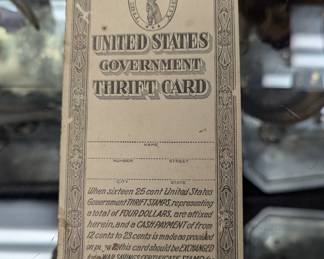 UNITED STATES
GOVERNMENT
THRIFT CARD
NAME
NUMBER STREET
CITY STATE
When sixteen 25 cent United States
Government THRIFT STAMPS, representing
a total of FOUR DOLLARS, are affixed
herein, and a CASH PAYMENT of from
12 cents to 23 cents is made as provided
on this card should be EXCHANGED
for WAR SAVINGS CERTIFICATE STAMP